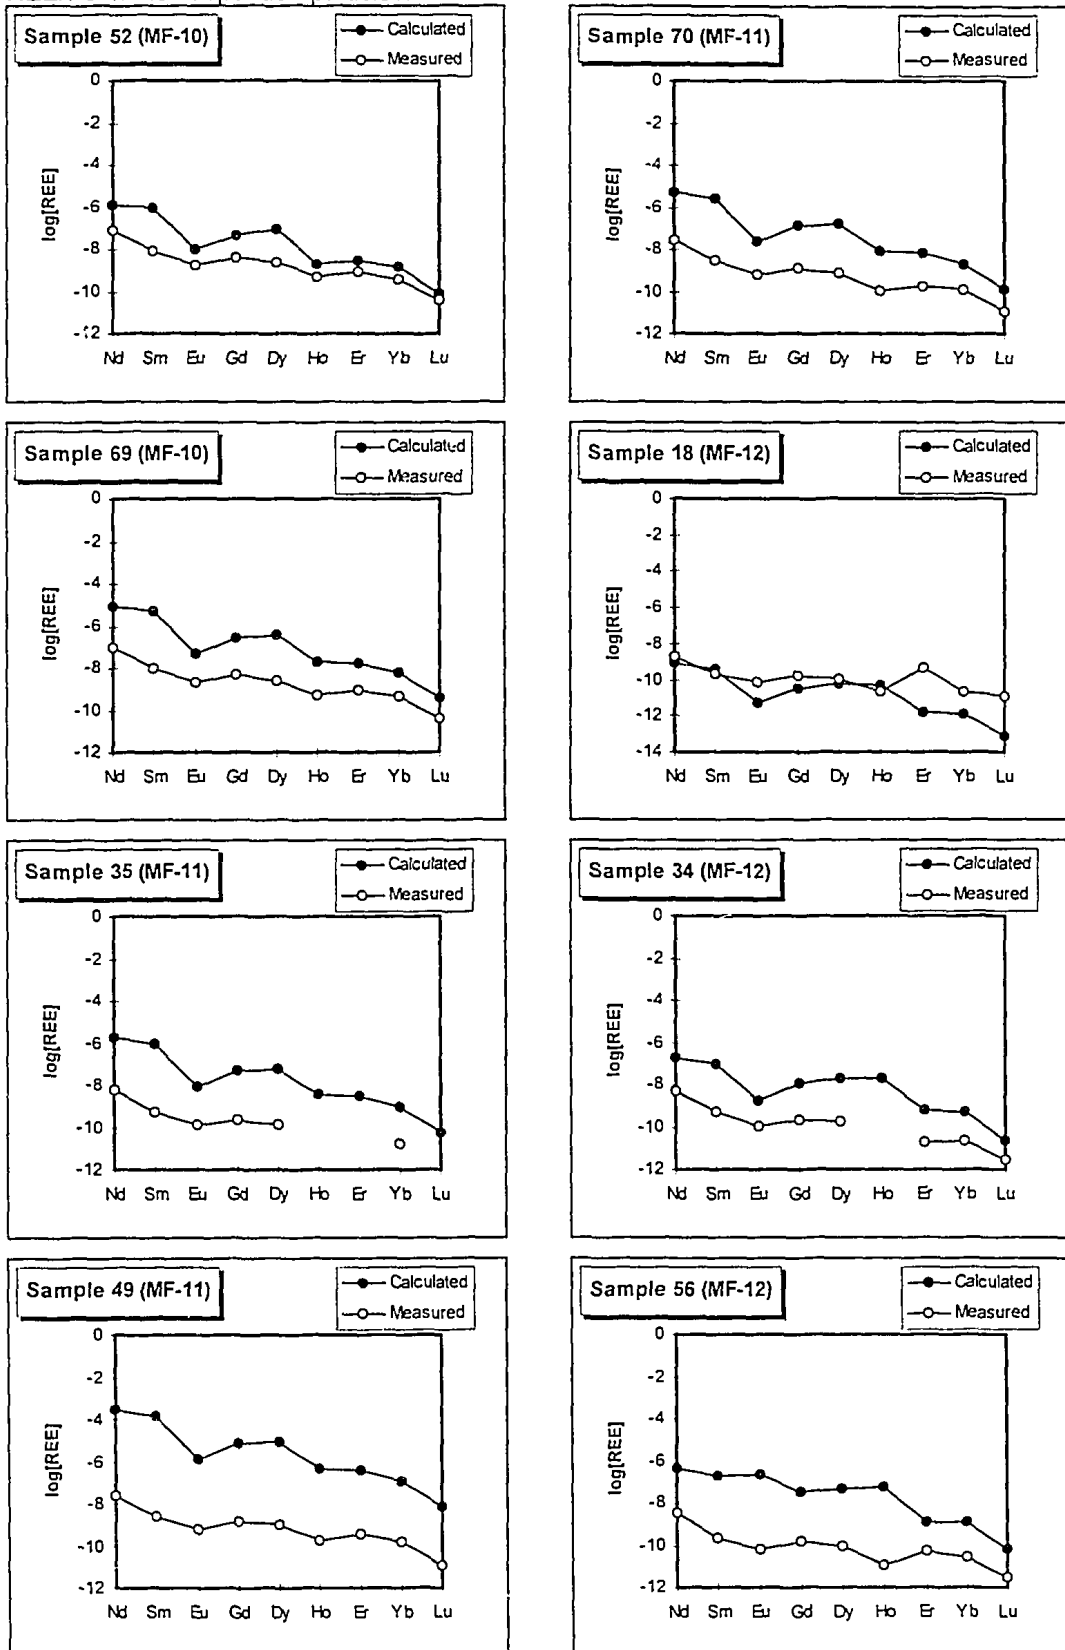 Sample 52 (MF-10)
Calculated
Measured
0
-2
-4
-6
-8
-10
-12
log[REE]
Nd Sm Eu Gd Dy Ho Er Yb Lu
Sample 70 (MF-11)
Calculated
Measured
0
-2
-4
-6
-8
-10
-12
log[REE]
Nd Sm Eu Gd Dy Ho Er Yb Lu
Sample 69 (MF-10)
Calculated
Measured
0
-2
-4
-6
-8
-10
-12
log[REE]
Nd Sm Eu Gd Dy Ho Er Yb Lu
Sample 18 (MF-12)
Calculated
Measured
0
-2
-4
-6
-8
-10
-12
-14
log[REE]
Nd Sm Eu Gd Dy Ho Er Yb Lu
Sample 35 (MF-11)
Calculated
Measured
0
-2
-4
-6
-8
-10
-12
log[REE]
Nd Sm Eu Gd Dy Ho Er Yb Lu
Sample 34 (MF-12)
Calculated
Measured
0
-2
-4
-6
-8
-10
-12
log[REE]
Nd Sm Eu Gd Dy Ho Er Yb Lu
Sample 49 (MF-11)
Calculated
Measured
0
-2
-4
-6
-8
-10
-12
log[REE]
Nd Sm Eu Gd Dy Ho Er Yb Lu
Sample 56 (MF-12)
Calculated
Measured
0
-2
-4
-6
-8
-10
-12
log[REE]
Nd Sm Eu Gd Dy Ho Er Yb Lu